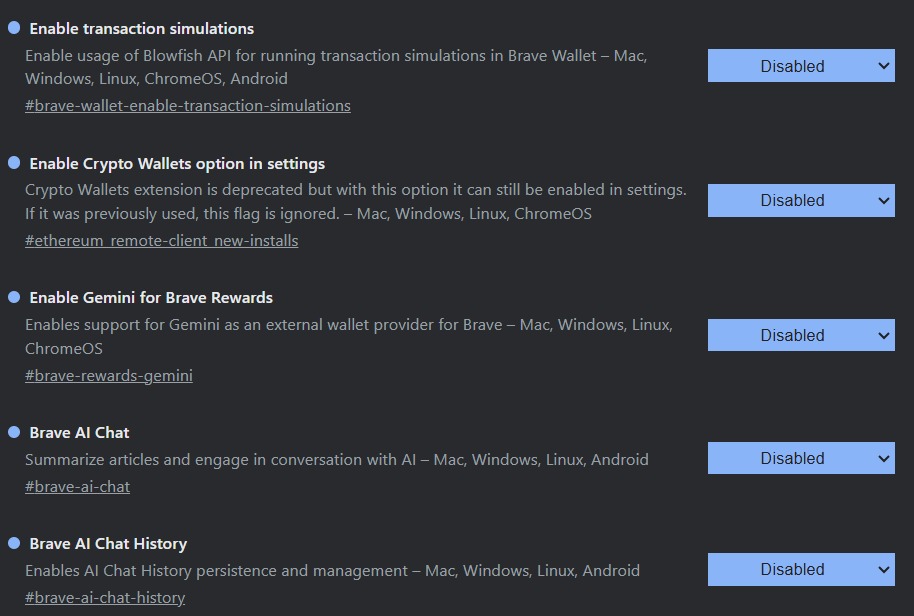 Enable transaction simulations
Enable usage of Blowfish API for running transaction simulations in Brave Wallet – Mac,
Windows, Linux, ChromeOS, Android
#brave-wallet-enable-transaction-simulations
Disabled
Enable Crypto Wallets option in settings
Crypto Wallets extension is deprecated but with this option it can still be enabled in settings.
If it was previously used, this flag is ignored. – Mac, Windows, Linux, ChromeOS
#ethereum_remote-client_new-installs
Disabled
Enable Gemini for Brave Rewards
Enables support for Gemini as an external wallet provider for Brave – Mac, Windows, Linux,
ChromeOS
#brave-rewards-gemini
Disabled
Brave AI Chat
Summarize articles and engage in conversation with AI – Mac, Windows, Linux, Android
#brave-ai-chat
Disabled
Brave AI Chat History
Enables AI Chat History persistence and management – Mac, Windows, Linux, Android
#brave-ai-chat-history
Disabled